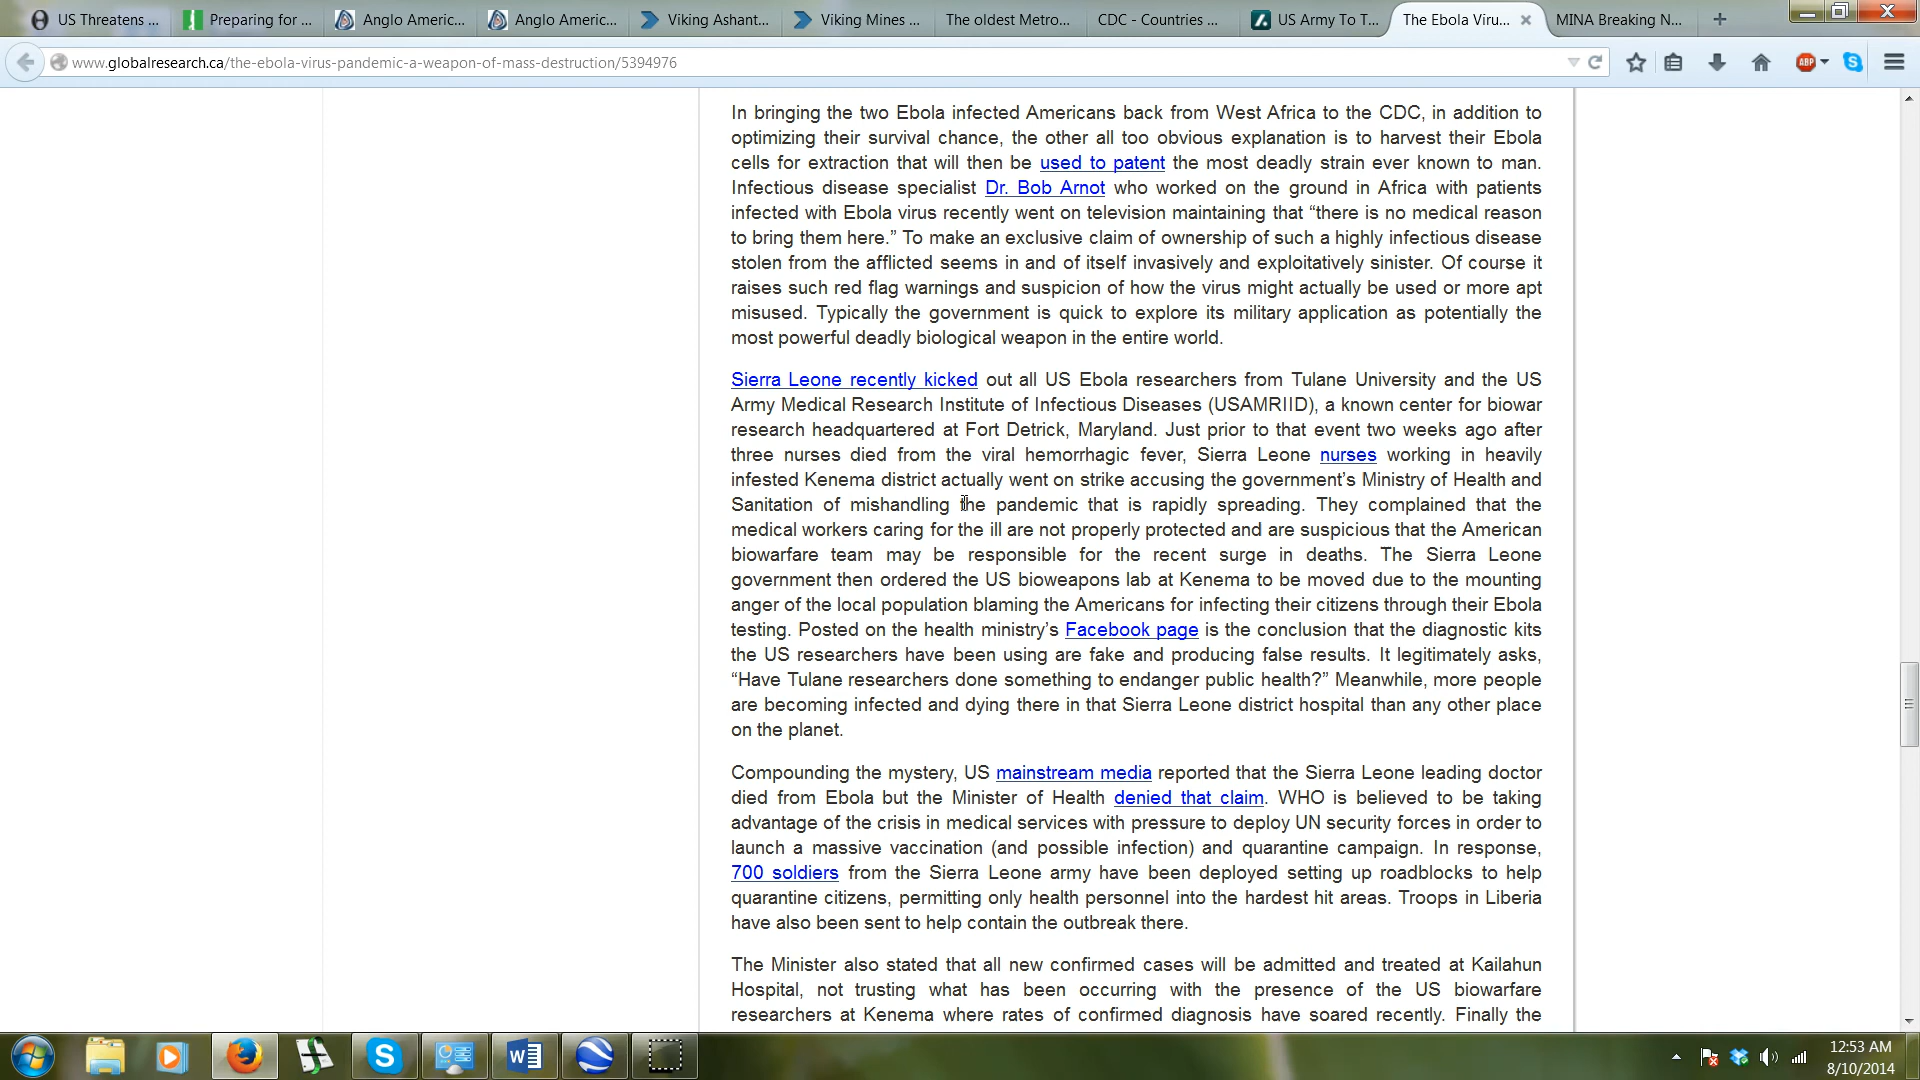 US Threatens ...
Preparing for ...
Anglo Americ...
Anglo Americ...
Viking Ashant...
Viking Mines ...
The oldest Metro...
CDC - Countries ...
US Army To T...
The Ebola Viru...
MINA Breaking N...
www.globalresearch.ca/the-ebola-virus-pandemic-a-weapon-of-mass-destruction/5394976
ABP
In bringing the two Ebola infected Americans back from West Africa to the CDC, in addition to
optimizing their survival chance, the other all too obvious explanation is to harvest their Ebola
cells for extraction that will then be used to patent the most deadly strain ever known to man.
Infectious disease specialist Dr. Bob Arnot who worked on the ground in Africa with patients
infected with Ebola virus recently went on television maintaining that “there is no medical reason
to bring them here.” To make an exclusive claim of ownership of such a highly infectious disease
stolen from the afflicted seems in and of itself invasively and exploitatively sinister. Of course it
raises such red flag warnings and suspicion of how the virus might actually be used or more apt
misused. Typically the government is quick to explore its military application as potentially the
most powerful deadly biological weapon in the entire world.
Sierra Leone recently kicked out all US Ebola researchers from Tulane University and the US
Army Medical Research Institute of Infectious Diseases (USAMRIID), a known center for biowar
research headquartered at Fort Detrick, Maryland. Just prior to that event two weeks ago after
three nurses died from the viral hemorrhagic fever, Sierra Leone nurses working in heavily
infested Kenema district actually went on strike accusing the government’s Ministry of Health and
Sanitation of mishandling the pandemic that is rapidly spreading. They complained that the
medical workers caring for the ill are not properly protected and are suspicious that the American
biowarfare team may be responsible for the recent surge in deaths. The Sierra Leone
government then ordered the US bioweapons lab at Kenema to be moved due to the mounting
anger of the local population blaming the Americans for infecting their citizens through their Ebola
testing. Posted on the health ministry’s Facebook page is the conclusion that the diagnostic kits
the US researchers have been using are fake and producing false results. It legitimately asks,
“Have Tulane researchers done something to endanger public health?” Meanwhile, more people
are becoming infected and dying there in that Sierra Leone district hospital than any other place
on the planet.
Compounding the mystery, US mainstream media reported that the Sierra Leone leading doctor
died from Ebola but the Minister of Health denied that claim. WHO is believed to be taking
advantage of the crisis in medical services with pressure to deploy UN security forces in order to
launch a massive vaccination (and possible infection) and quarantine campaign. In response,
700 soldiers from the Sierra Leone army have been deployed setting up roadblocks to help
quarantine citizens, permitting only health personnel into the hardest hit areas. Troops in Liberia
have also been sent to help contain the outbreak there.
The Minister also stated that all new confirmed cases will be admitted and treated at Kailahun
Hospital, not trusting what has been occurring with the presence of the US biowarfare
researchers at Kenema where rates of confirmed diagnosis have soared recently. Finally the
12:53 AM
8/10/2014